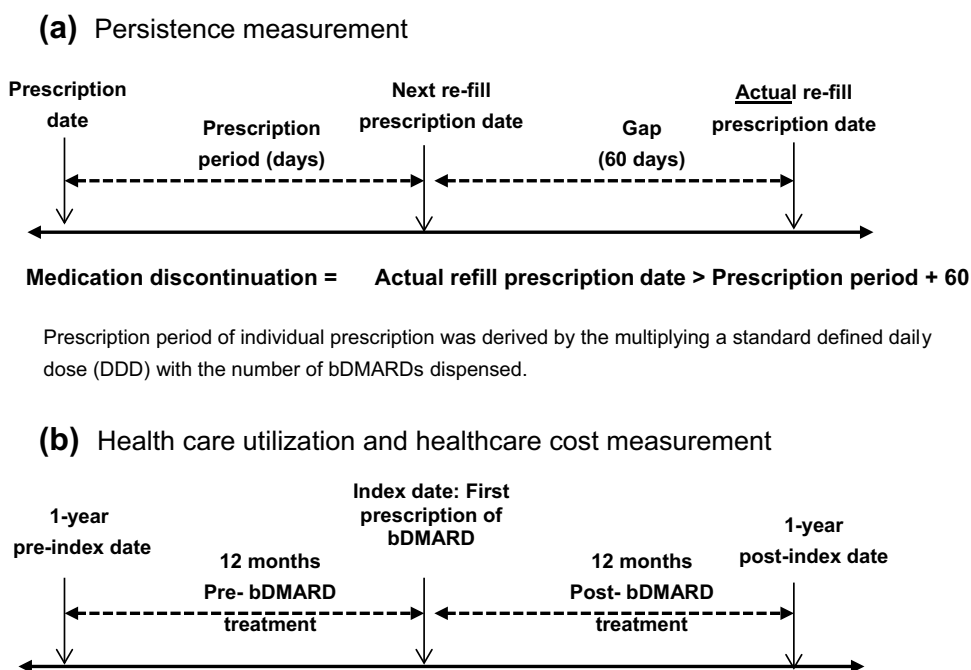 (a) Persistence measurement
Prescription
date
Prescription
period (days)
Next re-fill
prescription date
Gap
(60 days)
Actual re-fill
prescription date
Medication discontinuation = Actual refill prescription date > Prescription period + 60
Prescription period of individual prescription was derived by the multiplying a standard defined daily
dose (DDD) with the number of bDMARDs dispensed.
(b) Health care utilization and healthcare cost measurement
1-year
pre-index date
12 months
Pre- bDMARD
treatment
Index date: First
prescription of
bDMARD
12 months
Post- bDMARD
treatment
1-year
post-index date